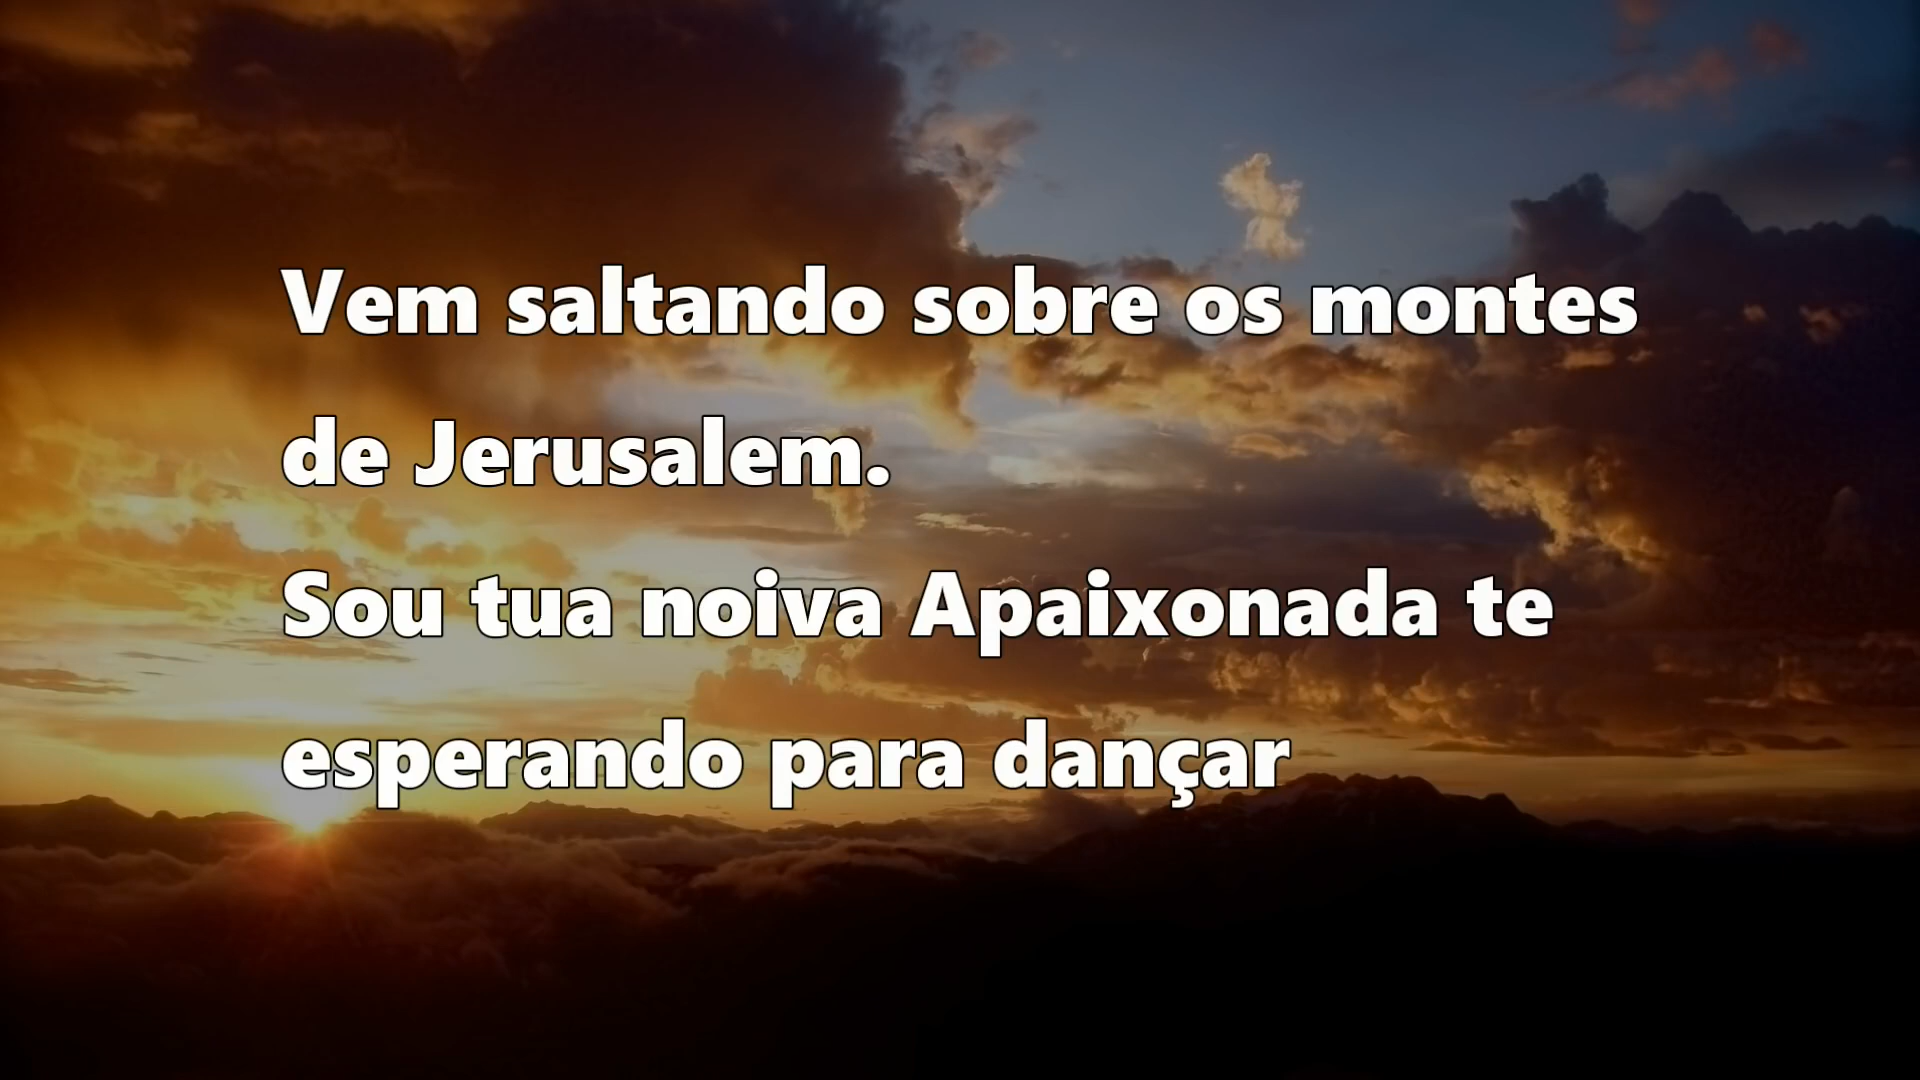 Vem saltando sobre os montes
de Jerusalem.
Sou tua noiva Apaixonada te
esperando para dançar